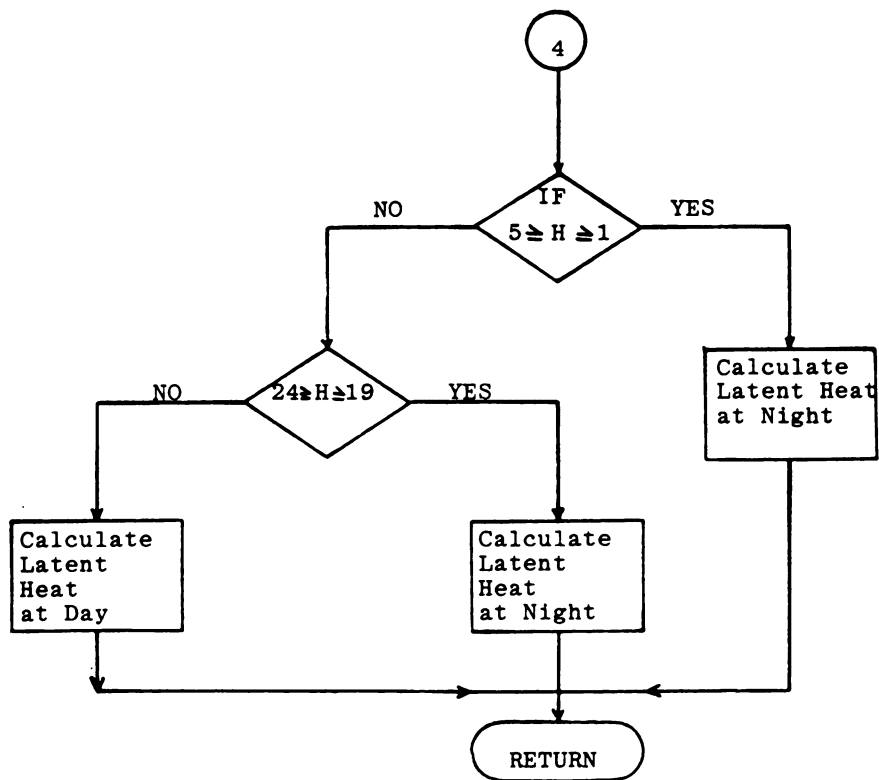 4
IF
5 ≧ H ≧ 1
NO
YES
24≧H≧19
NO
YES
Calculate
Latent Heat
at Night
Calculate
Latent
Heat
at Day
Calculate
Latent
Heat
at Night
RETURN